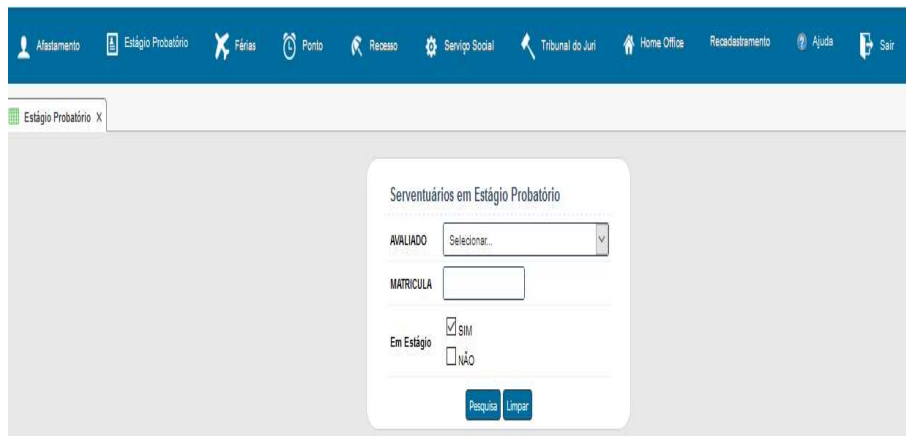 Afastamento Estágio Probatório Férias Ponto Recesso Serviço Social Tribunal do Juri Home Office Recadastramento Ajuda Sair
Estágio Probatório X
Serventuários em Estágio Probatório
AVALIADO Selecionar...
MATRICULA
Em Estágio SIM
NÃO
Pesquisa Limpar